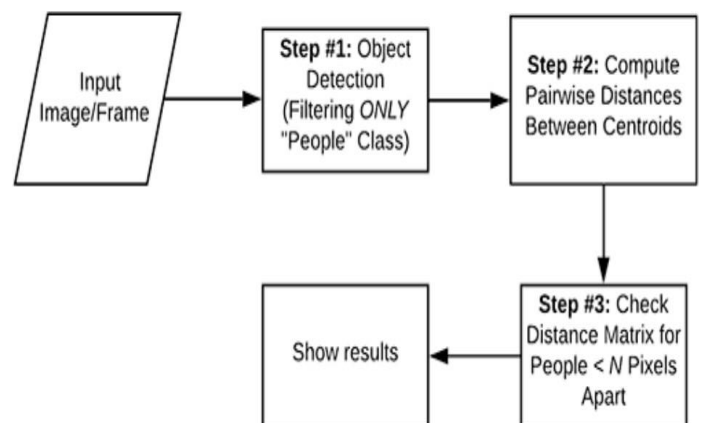 Input
Image/Frame
Step #1: Object
Detection
(Filtering ONLY
"People" Class)
Step #2: Compute
Pairwise Distances
Between Centroids
Step #3: Check
Distance Matrix for
People < N Pixels
Apart
Show results